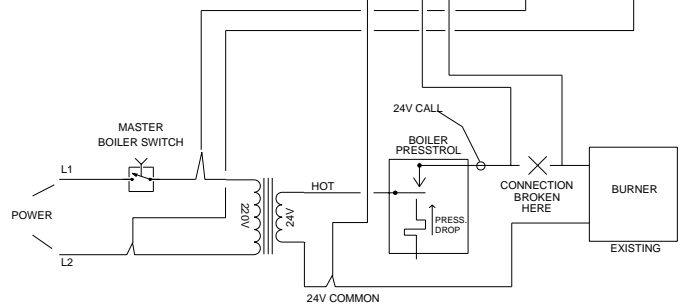 24V CALL
MASTER
BOILER SWITCH
BOILER
PRESSTROL
L1
HOT
CONNECTION
BROKEN
HERE
BURNER
POWER
220V
24V
PRESS.
DROP
EXISTING
L2
24V COMMON